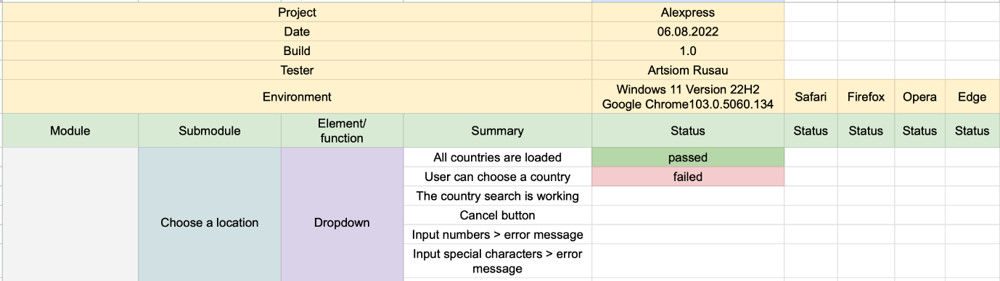 Project Alexpress
Date 06.08.2022
Build 1.0
Tester Artsiom Rusau
Environment Windows 11 Version 22H2
Google Chrome103.0.5060.134 Safari Firefox Opera Edge
Module Submodule Element/
function Summary Status Status Status Status Status
Choose a location Dropdown
All countries are loaded passed
User can choose a country failed
The country search is working
Cancel button
Input numbers > error message
Input special characters > error
message